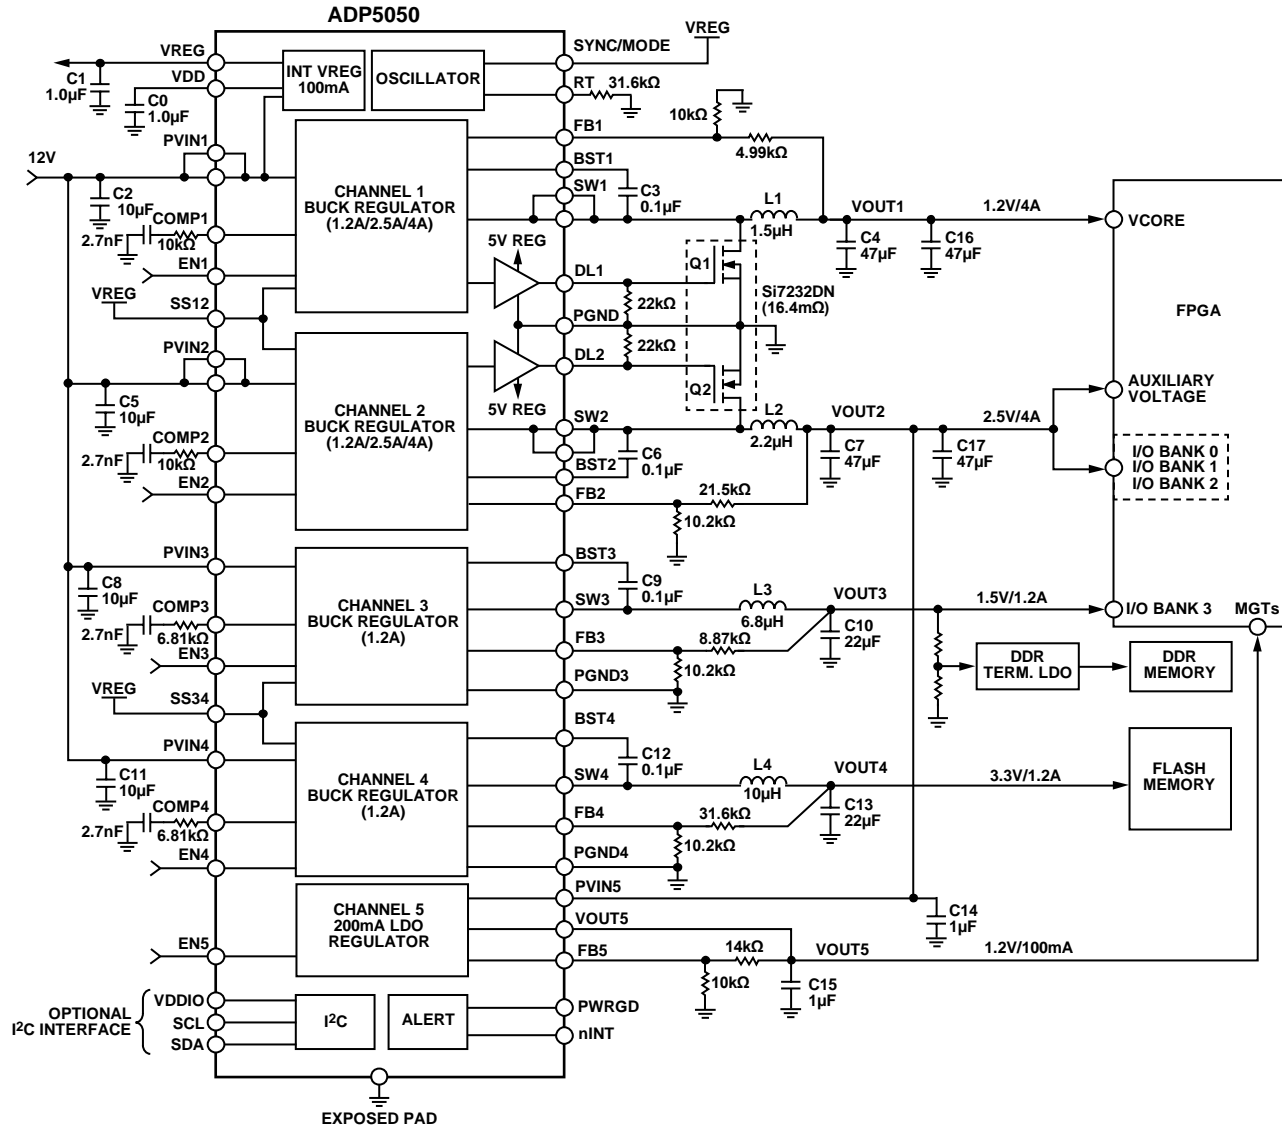 ADP5050
VREG
C1
1.0µF
VDD
C0
1.0µF
INT VREG
100mA
OSCILLATOR
SYNC/MODE
VREG
RT
31.6kΩ
PVIN1
12V
C2
10µF
COMP1
2.7nF
10kΩ
EN1
VREG
SS12
CHANNEL 1
BUCK REGULATOR
(1.2A/2.5A/4A)
FB1
10kΩ
4.99kΩ
BST1
SW1
C3
0.1µF
L1
1.5µH
VOUT1
C4
47µF
C16
47µF
1.2V/4A
VCORE
5V REG
DL1
22kΩ
PGND
22kΩ
DL2
5V REG
Q1
Si7232DN
(16.4mΩ)
Q2
FPGA
PVIN2
C5
10µF
COMP2
2.7nF
10kΩ
EN2
CHANNEL 2
BUCK REGULATOR
(1.2A/2.5A/4A)
SW2
C6
0.1µF
BST2
FB2
L2
2.2µH
VOUT2
C7
47µF
C17
47µF
2.5V/4A
AUXILIARY
VOLTAGE
I/O BANK 0
I/O BANK 1
I/O BANK 2
21.5kΩ
10.2kΩ
PVIN3
C8
10µF
COMP3
2.7nF
6.81kΩ
EN3
VREG
SS34
CHANNEL 3
BUCK REGULATOR
(1.2A)
BST3
C9
0.1µF
SW3
L3
6.8µH
VOUT3
C10
22µF
1.5V/1.2A
I/O BANK 3
MGTs
FB3
8.87kΩ
10.2kΩ
PGND3
DDR
TERM. LDO
DDR
MEMORY
PVIN4
C11
10µF
COMP4
2.7nF
6.81kΩ
EN4
CHANNEL 4
BUCK REGULATOR
(1.2A)
BST4
C12
0.1µF
SW4
L4
10µH
VOUT4
C13
22µF
3.3V/1.2A
FLASH
MEMORY
FB4
31.6kΩ
10.2kΩ
PGND4
EN5
CHANNEL 5
200mA LDO
REGULATOR
PVIN5
VOUT5
FB5
C14
1µF
14kΩ
10kΩ
VOUT5
C15
1µF
1.2V/100mA
OPTIONAL
I2C INTERFACE
VDDIO
SCL
SDA
I2C
ALERT
PWRGD
nINT
EXPOSED PAD